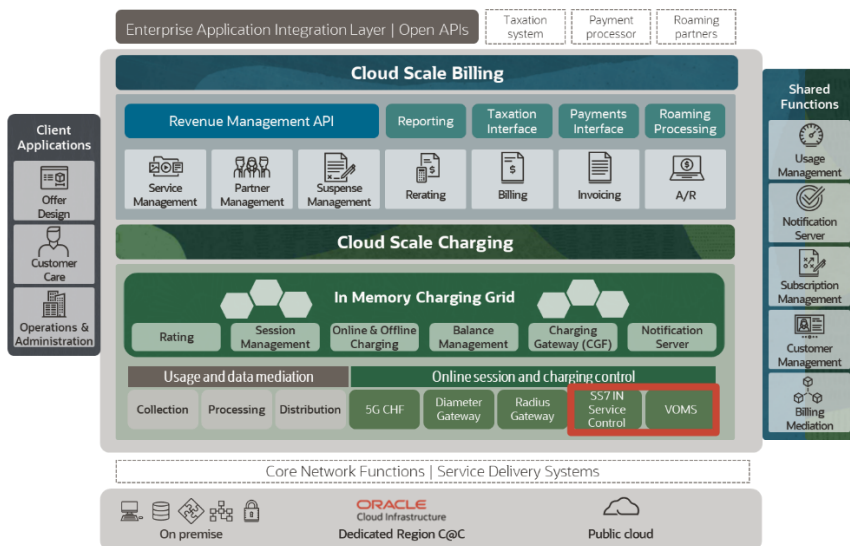 Enterprise Application Integration Layer | Open APIs
Taxation
system
Payment
processor
Roaming
partners
Cloud Scale Billing
Revenue Management API
Reporting
Taxation
Interface
Payments
Interface
Roaming
Processing
Service
Management
Partner
Management
Suspense
Management
Rerating
Billing
Invoicing
A/R
Client
Applications
Offer
Design
Customer
Care
Operations &
Administration
Shared
Functions
Usage
Management
Notification
Server
Subscription
Management
Customer
Management
Billing
Mediation
Cloud Scale Charging
In Memory Charging Grid
Rating
Session
Management
Online & Offline
Charging
Balance
Management
Charging
Gateway (CGF)
Notification
Server
Usage and data mediation
Online session and charging control
Collection
Processing
Distribution
5G CHF
Diameter
Gateway
Radius
Gateway
SS7 IN
Service
Control
VOMS
Core Network Functions | Service Delivery Systems
On premise
ORACLE
Cloud Infrastructure
Dedicated Region C@C
Public cloud